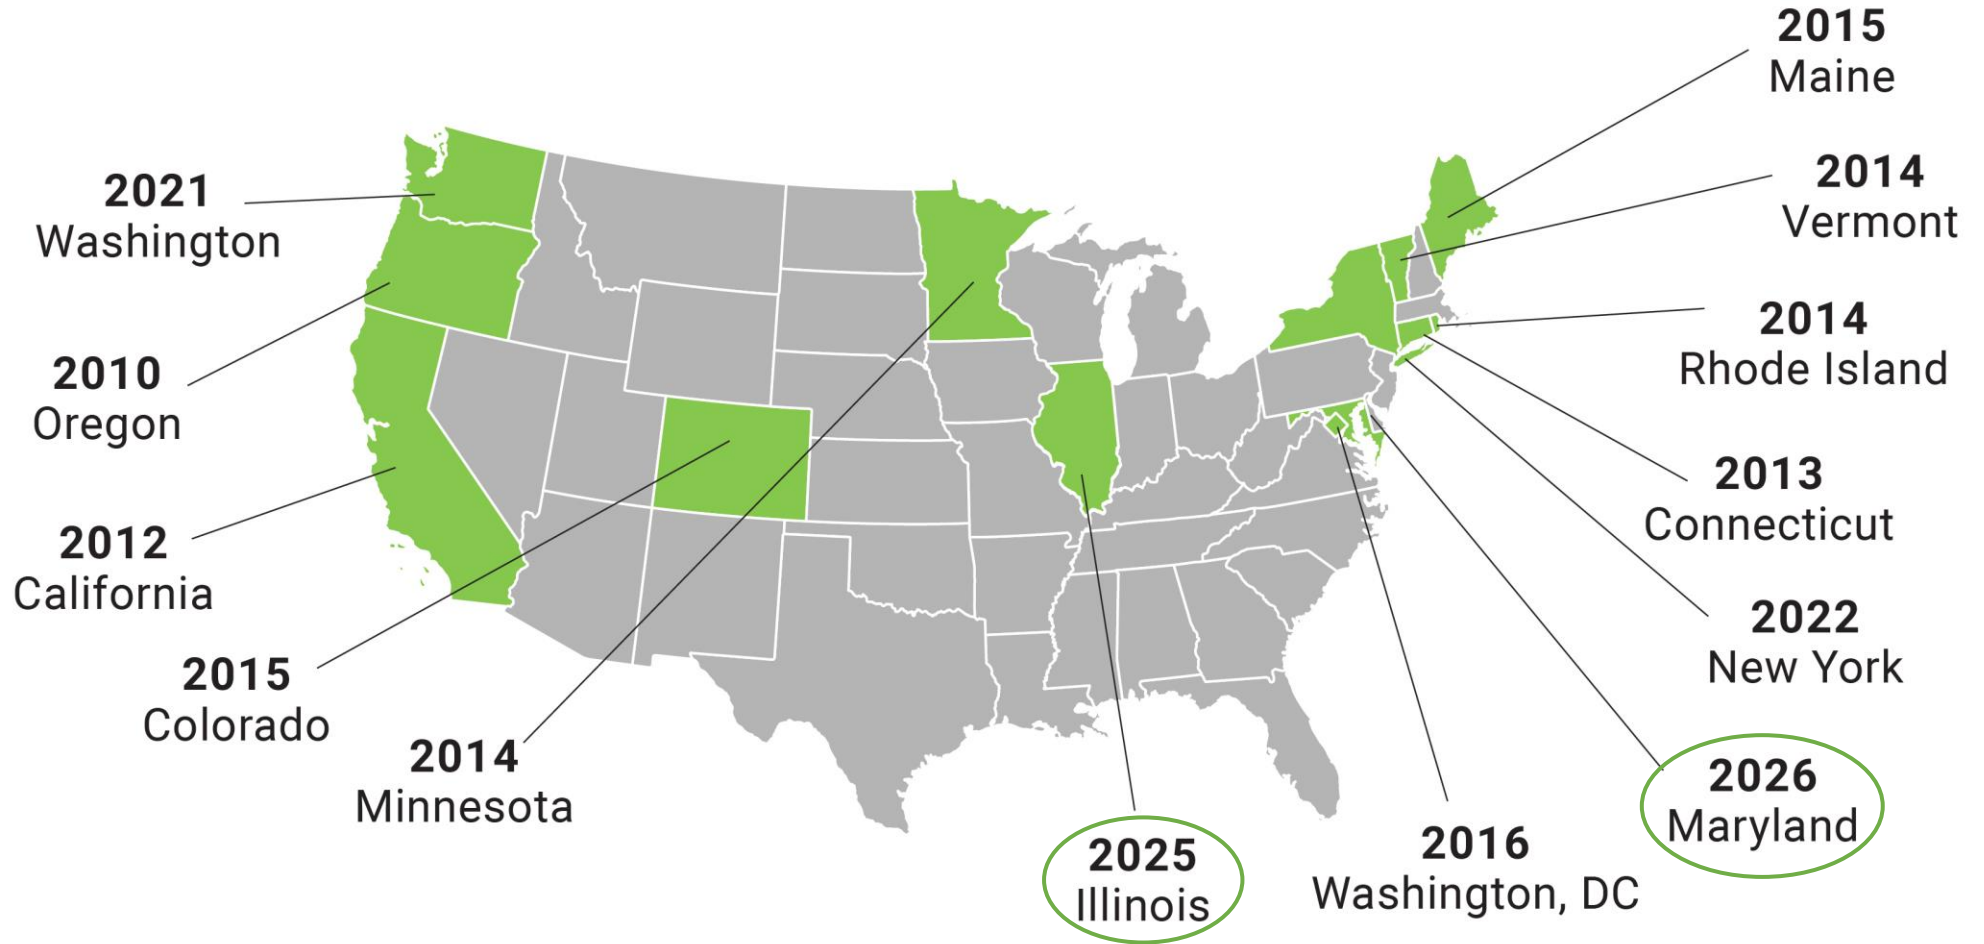 2015
Maine
2014
Vermont
2021
Washington
2014
Rhode Island
2010
Oregon
2013
Connecticut
2012
California
2022
New York
2015
Colorado
2014
Minnesota
2026
Maryland
2025
Illinois
2016
Washington, DC